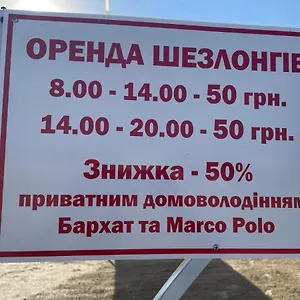 ОРЕНДА ШЕЗЛОНГІВ
8.00 - 14.00 - 50 грн.
14.00 - 20.00 - 50 грн.
Знижка - 50%
приватним домоволодінням
Бархат та Marco Polo